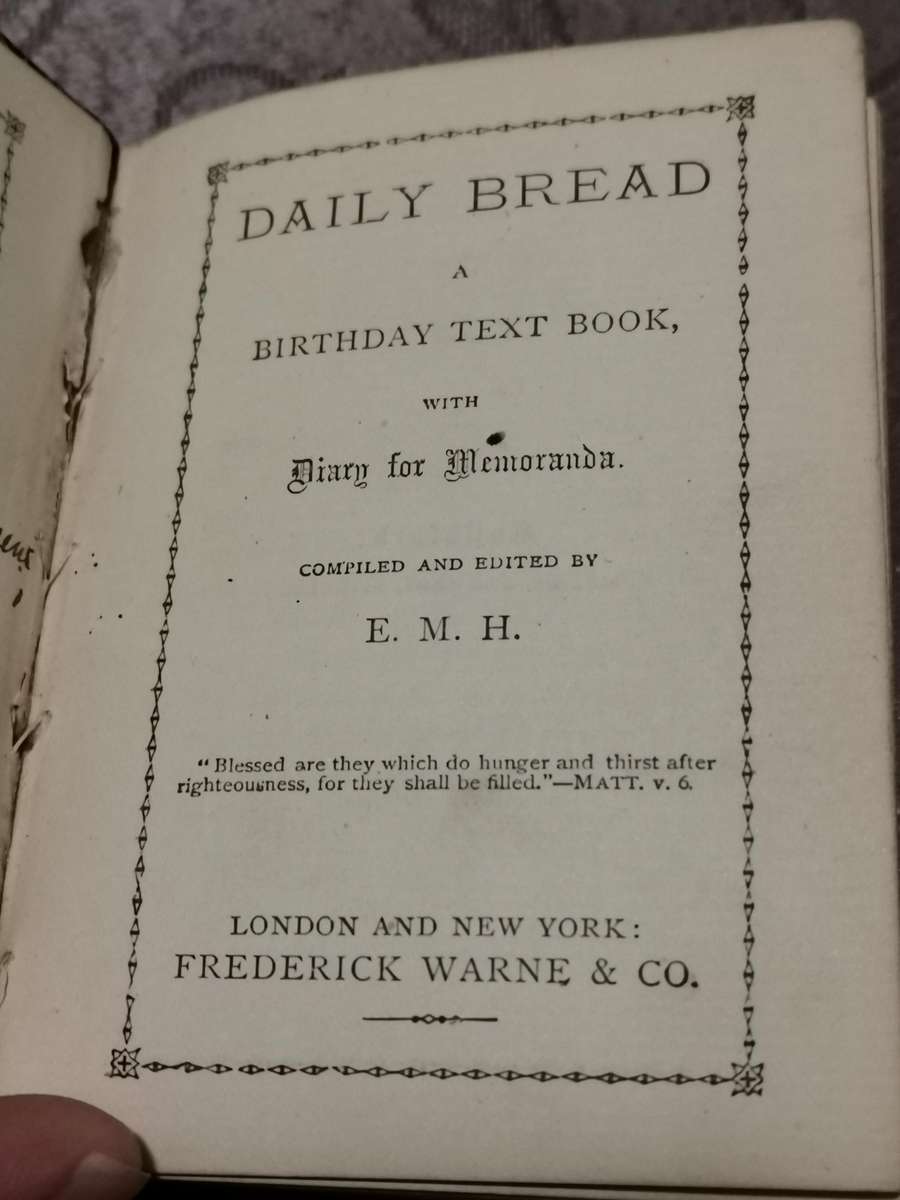 DAILY BREAD
A
BIRTHDAY TEXT BOOK,
WITH
Diary for Memoranda.
COMPILED AND EDITED BY
E. M. H.
"Blessed are they which do hunger and thirst after
righteousness, for they shall be filled."—MATT. v. 6.
LONDON AND NEW YORK:
FREDERICK WARNE & CO.